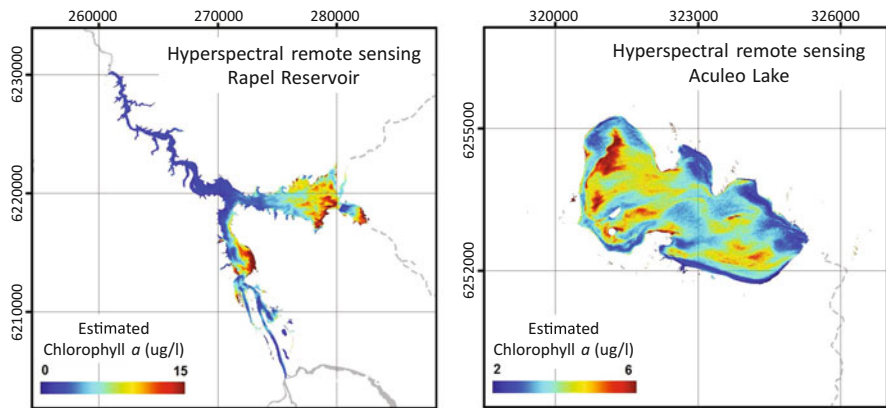 260000 270000 280000
Hyperspectral remote sensing
Rapel Reservoir
6230000
6220000
6210000
Estimated
Chlorophyll a (ug/l)
0 15
320000 323000 326000
Hyperspectral remote sensing
Aculeo Lake
6255000
6252000
Estimated
Chlorophyll a (ug/l)
2 6